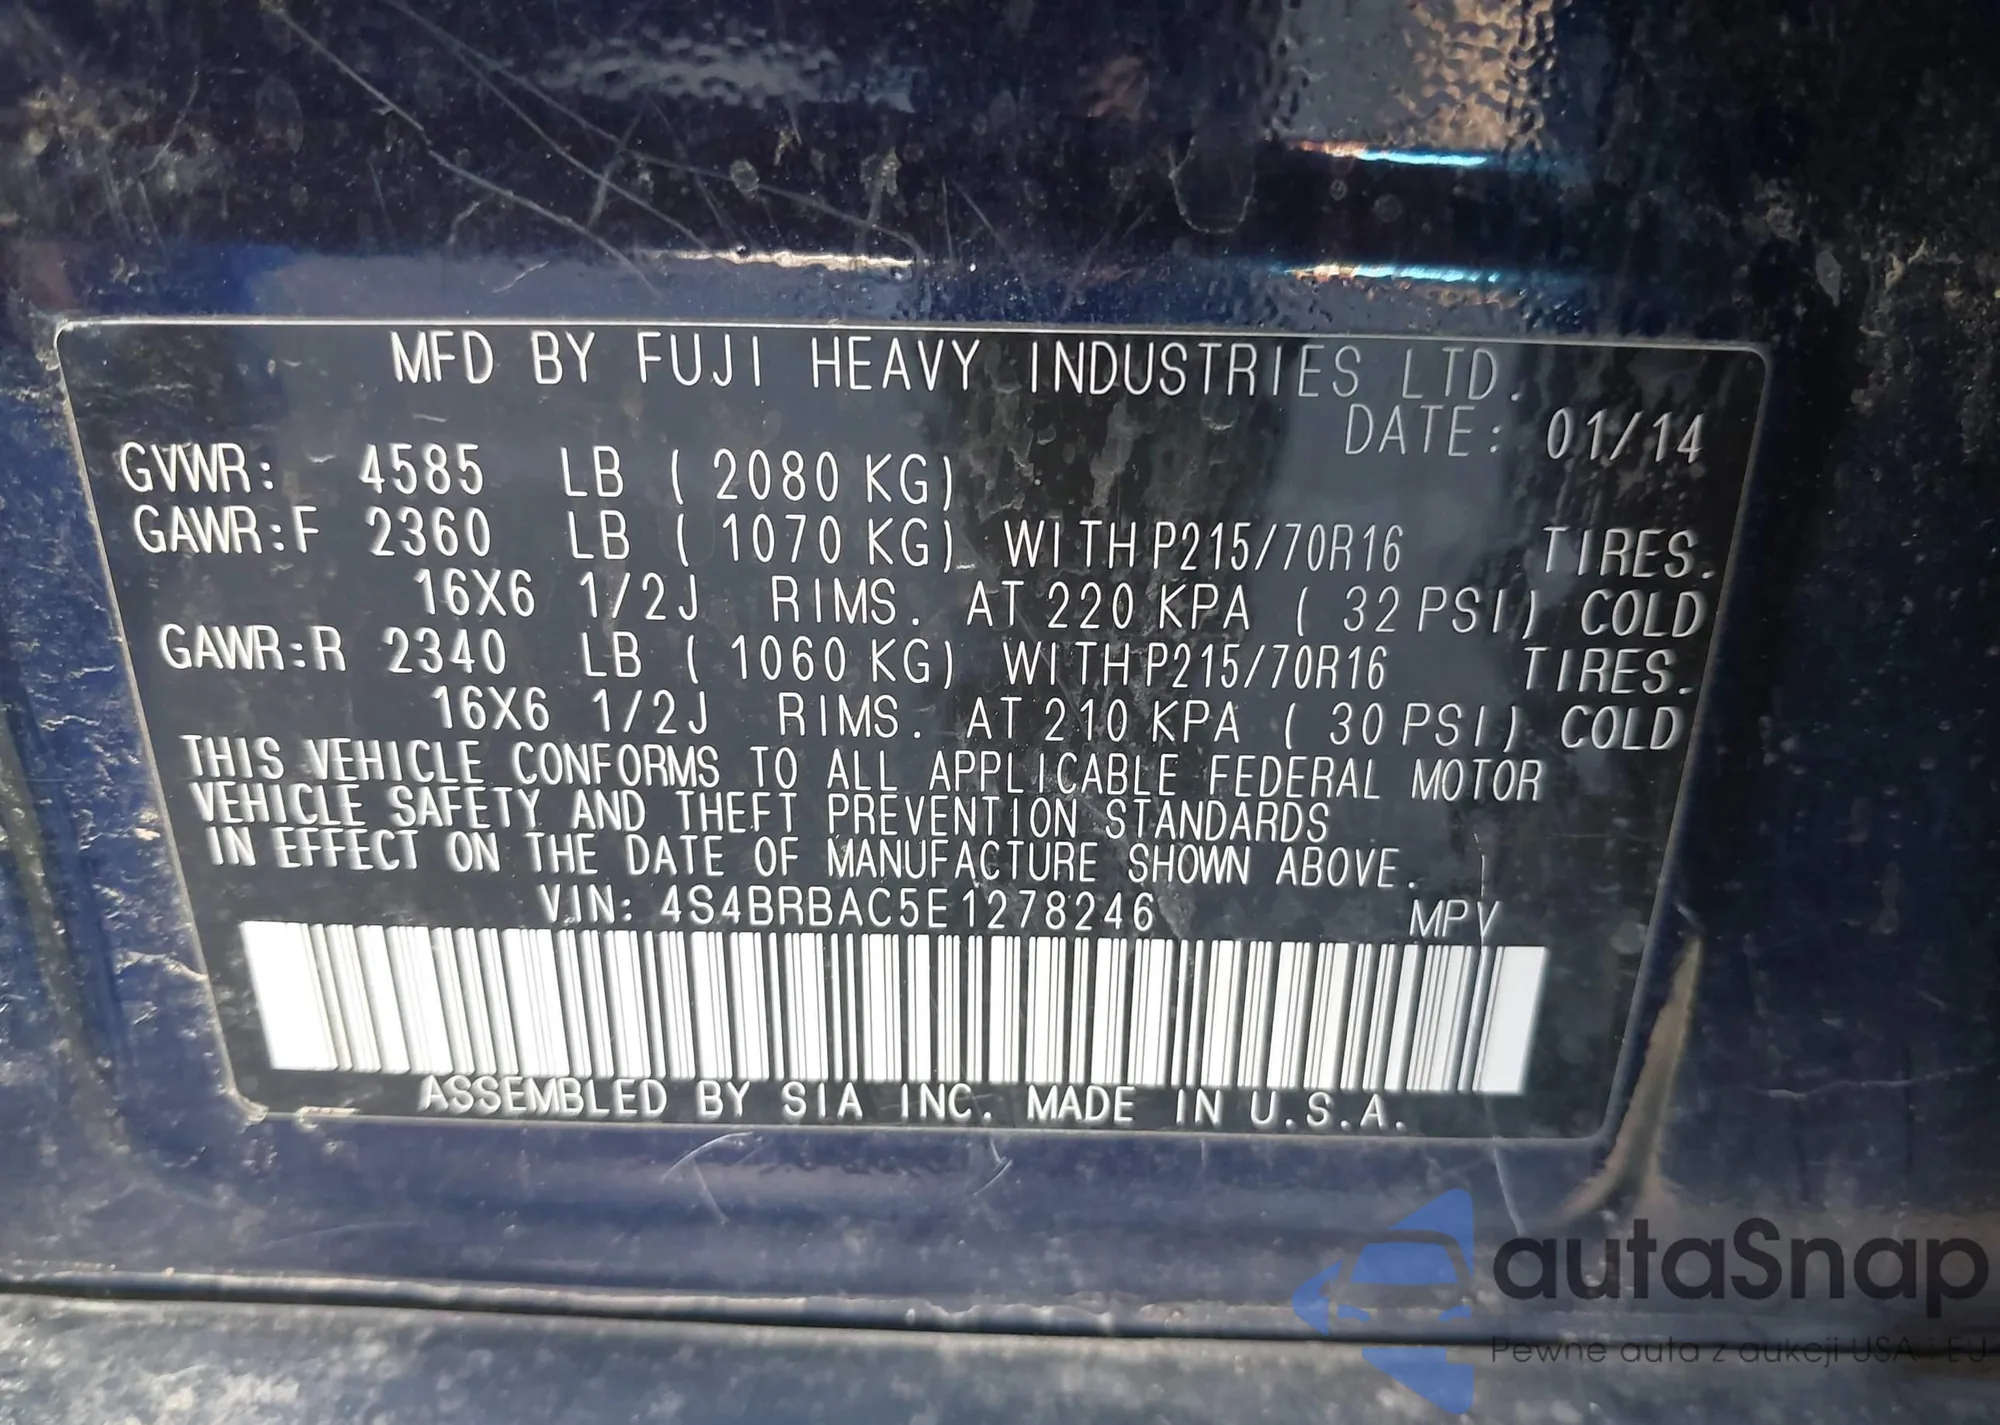 MFD BY FUJI HEAVY INDUSTRIES LTD.
DATE: 01/14
GVWR: 4585 LB ( 2080 KG)
GAWR:F 2360 LB ( 1070 KG) WITH P215/70R16 TIRES.
16X6 1/2J RIMS. AT 220 KPA ( 32 PSI) COLD
GAWR:R 2340 LB ( 1060 KG) WITH P215/70R16 TIRES.
16X6 1/2J RIMS. AT 210 KPA ( 30 PSI) COLD
THIS VEHICLE CONFORMS TO ALL APPLICABLE FEDERAL MOTOR
VEHICLE SAFETY AND THEFT PREVENTION STANDARDS
IN EFFECT ON THE DATE OF MANUFACTURE SHOWN ABOVE.
VIN: 4S4BRBAC5E1278246 MPV
ASSEMBLED BY SIA INC. MADE IN U.S.A.
autaSnap
Pewne auta z aukcji USA i EU